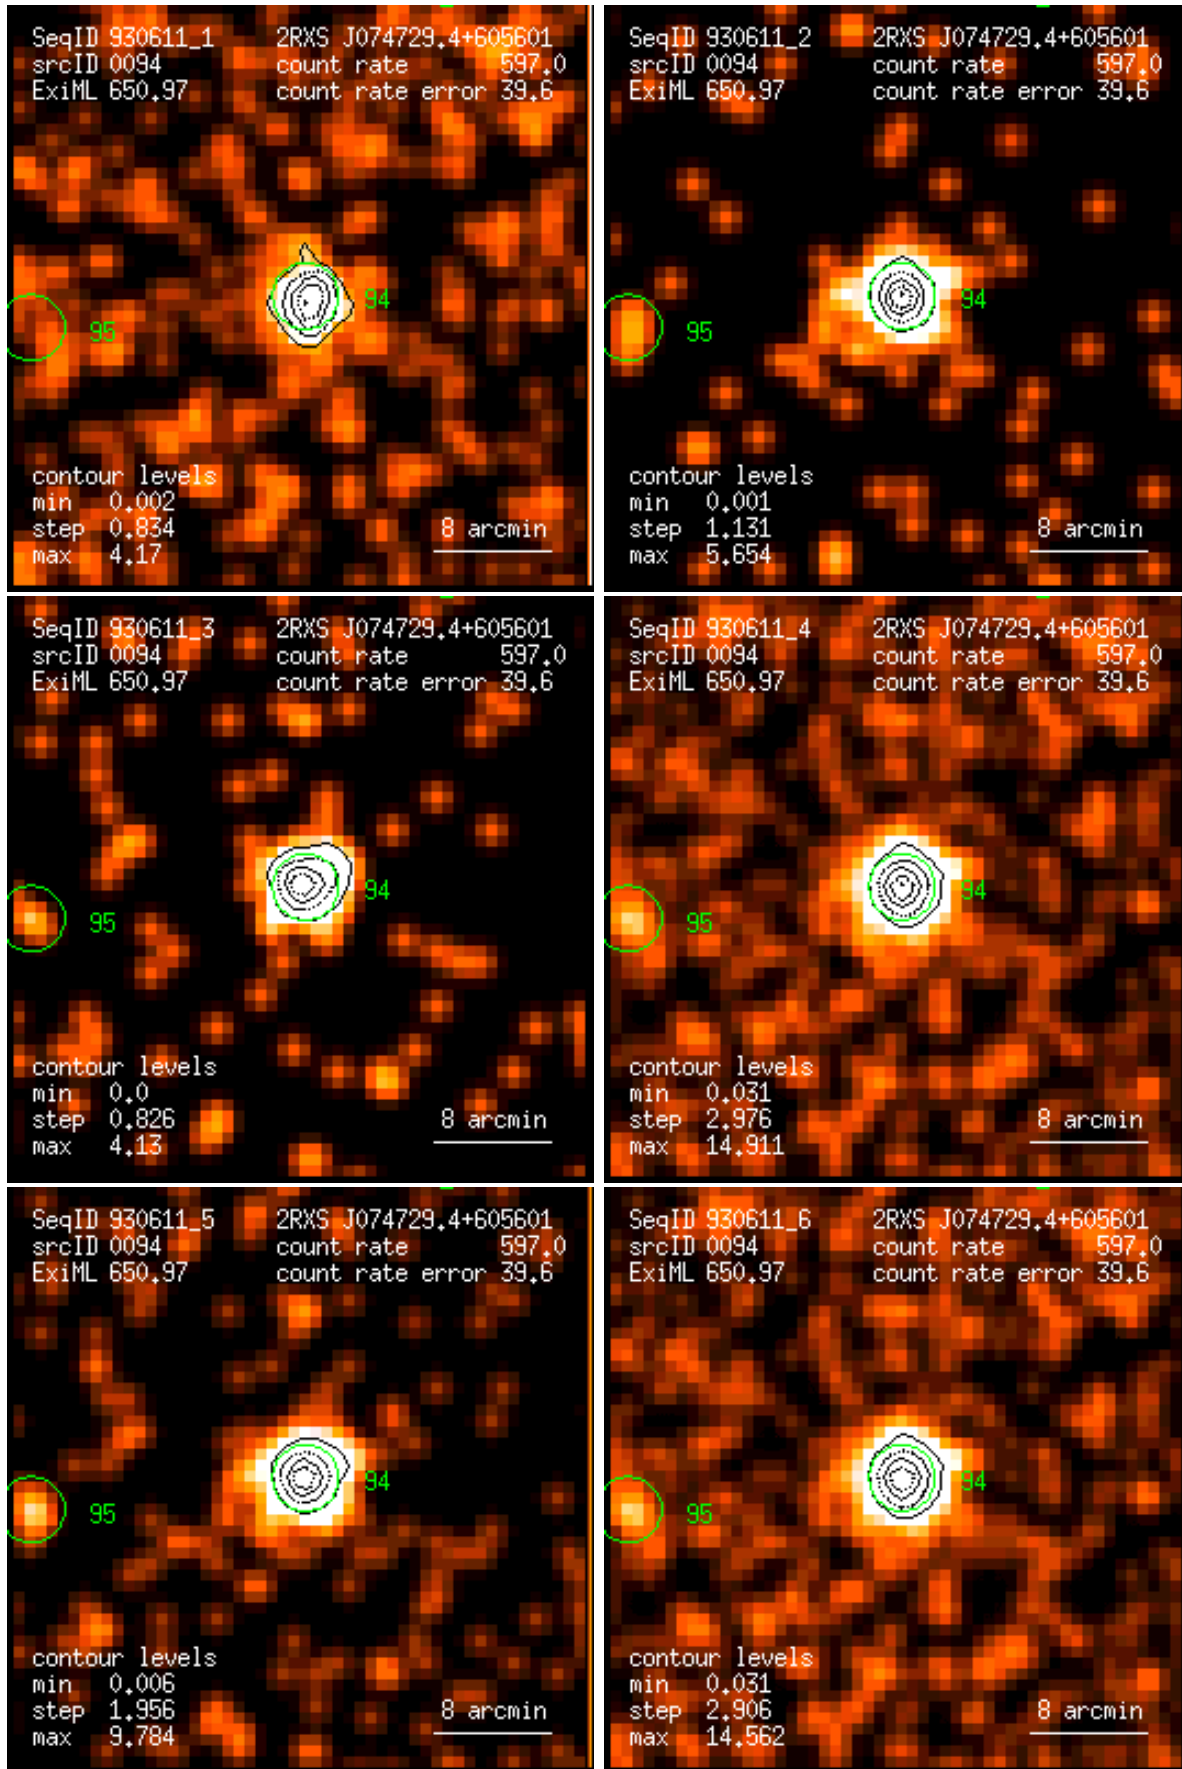 SeqID 930611_1 2RXS J074729.4+605601
srcID 0094 count rate 597.0
ExiML 650.97 count rate error 39.6
94
95
contour levels
min 0.002
step 0.834 8 arcmin
max 4.17
SeqID 930611_2 2RXS J074729.4+605601
srcID 0094 count rate 597.0
ExiML 650.97 count rate error 39.6
94
95
contour levels
min 0.001
step 1.131 8 arcmin
max 5.654
SeqID 930611_3 2RXS J074729.4+605601
srcID 0094 count rate 597.0
ExiML 650.97 count rate error 39.6
94
95
contour levels
min 0.0
step 0.826 8 arcmin
max 4.13
SeqID 930611_4 2RXS J074729.4+605601
srcID 0094 count rate 597.0
ExiML 650.97 count rate error 39.6
94
95
contour levels
min 0.031
step 2.976 8 arcmin
max 14.911
SeqID 930611_5 2RXS J074729.4+605601
srcID 0094 count rate 597.0
ExiML 650.97 count rate error 39.6
94
95
contour levels
min 0.006
step 1.956 8 arcmin
max 9.784
SeqID 930611_6 2RXS J074729.4+605601
srcID 0094 count rate 597.0
ExiML 650.97 count rate error 39.6
94
95
contour levels
min 0.031
step 2.906 8 arcmin
max 14.562